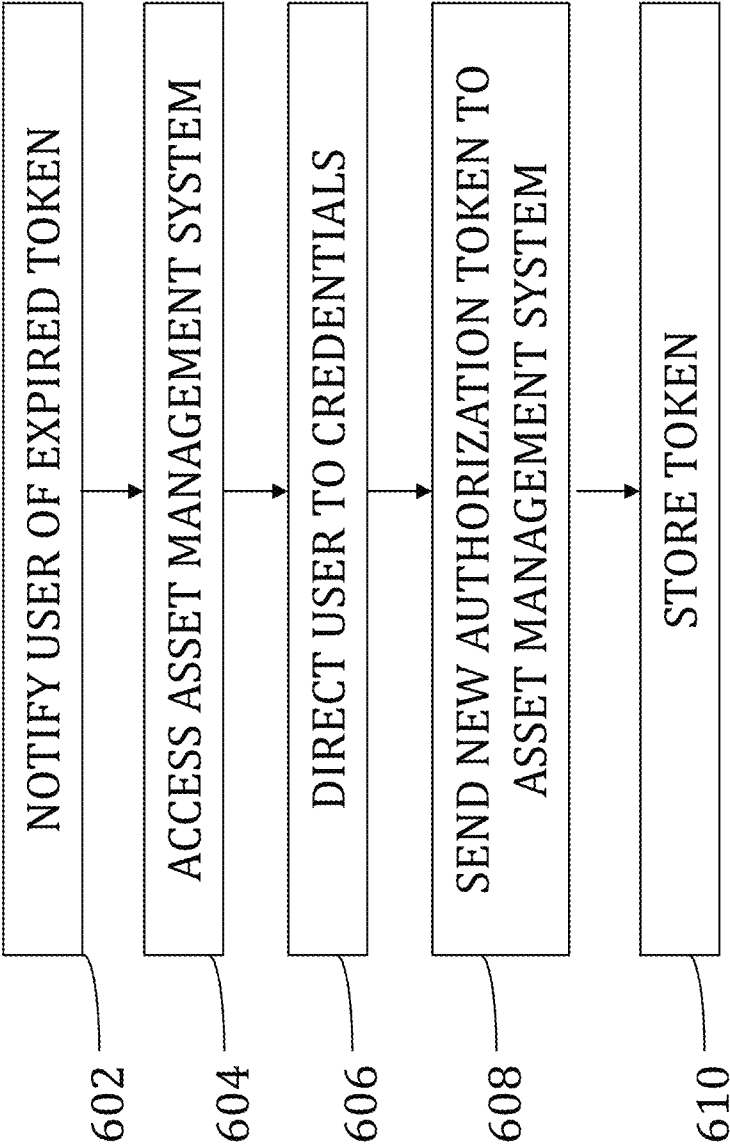 NOTIFY USER OF EXPIRED TOKEN
602
ACCESS ASSET MANAGEMENT SYSTEM
604
DIRECT USER TO CREDENTIALS
606
SEND NEW AUTHORIZATION TOKEN TO
ASSET MANAGEMENT SYSTEM
608
STORE TOKEN
610